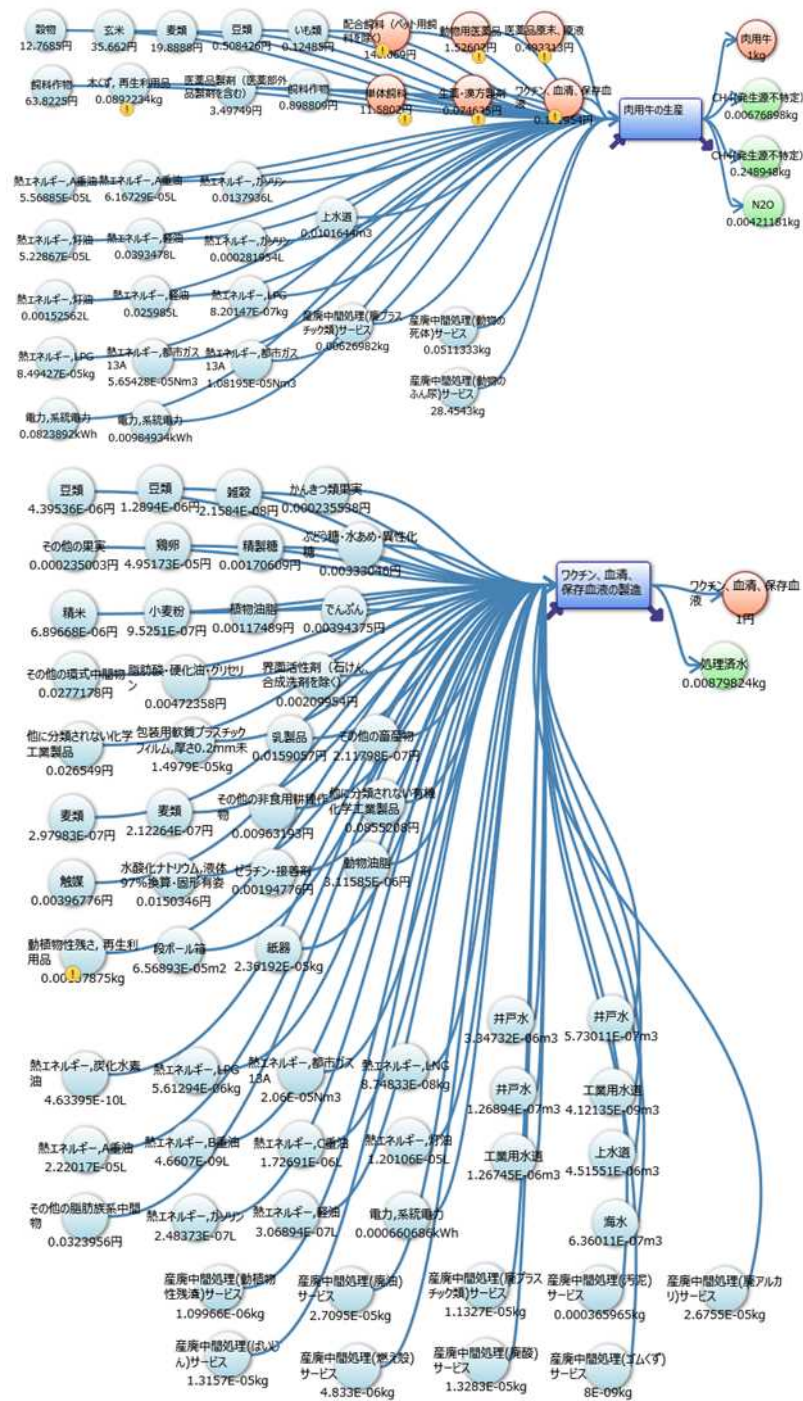 穀物
12.7685円
玄米
35.662円
麦類
19.8888円
豆類
0.508426円
いも類
0.12485円
配合飼料（ペット用飼
料を除く）
動物用医薬品
1.52602円
医薬品原末、原液
0.493313円
肉用牛
1kg
飼料作物
63.8225円
木くず, 再生利用品
0.0892234kg
医薬品製剤（医薬部外
品製剤を含む）
3.49749円
飼料作物
0.898809円
単体飼料
11.5802円
生薬・漢方製剤
0.074635円
ワクチン、血清、保存血
液
肉用牛の生産
CH4(発生源不特定)
0.00676898kg
CH4(発生源不特定)
0.248948kg
N2O
0.00421181kg
熱エネルギー,A重油
5.56885E-05L
熱エネルギー,A重油
6.16729E-05L
熱エネルギー,ガソリン
0.0137936L
上水道
0.0101644m3
熱エネルギー,灯油
5.22867E-05L
熱エネルギー,軽油
0.0393478L
熱エネルギー,ガソリン
0.000281954L
熱エネルギー,灯油
0.00152562L
熱エネルギー,軽油
0.025985L
熱エネルギー,LPG
8.20147E-07kg
産廃中間処理(廃プラス
チック類)サービス
0.00626982kg
産廃中間処理(動物の
死体)サービス
0.0511333kg
熱エネルギー,LPG
8.49427E-05kg
熱エネルギー,都市ガス
13A
5.65428E-05Nm3
熱エネルギー,都市ガス
13A
1.08195E-05Nm3
産廃中間処理(動物の
ふん尿)サービス
28.4543kg
電力,系統電力
0.0823892kWh
電力,系統電力
0.00984934kWh
豆類
4.39536E-06円
豆類
1.2894E-06円
雑穀
2.1584E-08円
かんきつ類果実
0.000235538円
その他の果実
0.000235003円
鶏卵
4.95173E-05円
精製糖
0.00170609円
ぶどう糖・水あめ・異性化
糖
0.00333046円
ワクチン、血清、
保存血液の製造
ワクチン、血清、保存血
液
1円
精米
6.89668E-06円
小麦粉
9.5251E-07円
植物油脂
0.00117489円
でんぷん
0.00394375円
処理済水
0.00879824kg
その他の環式中間物
0.0277178円
脂肪酸・硬化油・グリセリ
ン
0.00472358円
界面活性剤（石けん、
合成洗剤を除く）
0.00209954円
他に分類されない化学
工業製品
0.026549円
包装用軟質プラスチック
フィルム,厚さ0.2mm未
1.4979E-05kg
乳製品
0.0159057円
その他の畜産物
2.11798E-07円
麦類
2.97983E-07円
麦類
2.12264E-07円
その他の非食用耕種作
物
0.00963193円
他に分類されない有機
化学工業製品
0.0855208円
触媒
0.00396776円
水酸化ナトリウム,液体
97%換算・固形有姿
0.0150346円
ゼラチン・接着剤
0.00194776円
動物油脂
3.11585E-06円
動植物性残さ, 再生利
用品
段ボール箱
6.56893E-05m2
紙器
2.36192E-05kg
井戸水
3.34732E-06m3
井戸水
5.73011E-07m3
熱エネルギー,炭化水素
油
4.63395E-10L
熱エネルギー,LPG
5.61294E-06kg
熱エネルギー,都市ガス
13A
2.06E-05Nm3
熱エネルギー,LNG
8.74833E-08kg
井戸水
1.26894E-07m3
工業用水道
4.12135E-09m3
熱エネルギー,A重油
2.22017E-05L
熱エネルギー,B重油
4.6607E-09L
熱エネルギー,C重油
1.72691E-06L
熱エネルギー,灯油
1.20106E-05L
工業用水道
1.26745E-06m3
上水道
4.51551E-06m3
その他の脂肪族系中間
物
0.0323956円
熱エネルギー,ガソリン
2.48373E-07L
熱エネルギー,軽油
3.06894E-07L
電力,系統電力
0.000660686kWh
海水
6.36011E-07m3
産廃中間処理(動植物
性残渣)サービス
1.09966E-06kg
産廃中間処理(廃油)
サービス
2.7095E-05kg
産廃中間処理(廃プラス
チック類)サービス
1.1327E-05kg
産廃中間処理(汚泥)
サービス
0.000365965kg
産廃中間処理(廃アルカ
リ)サービス
2.6755E-05kg
産廃中間処理(ばいじ
ん)サービス
1.3157E-05kg
産廃中間処理(燃え殻)
サービス
4.833E-06kg
産廃中間処理(廃酸)
サービス
1.3283E-05kg
産廃中間処理(ゴムくず)
サービス
8E-09kg